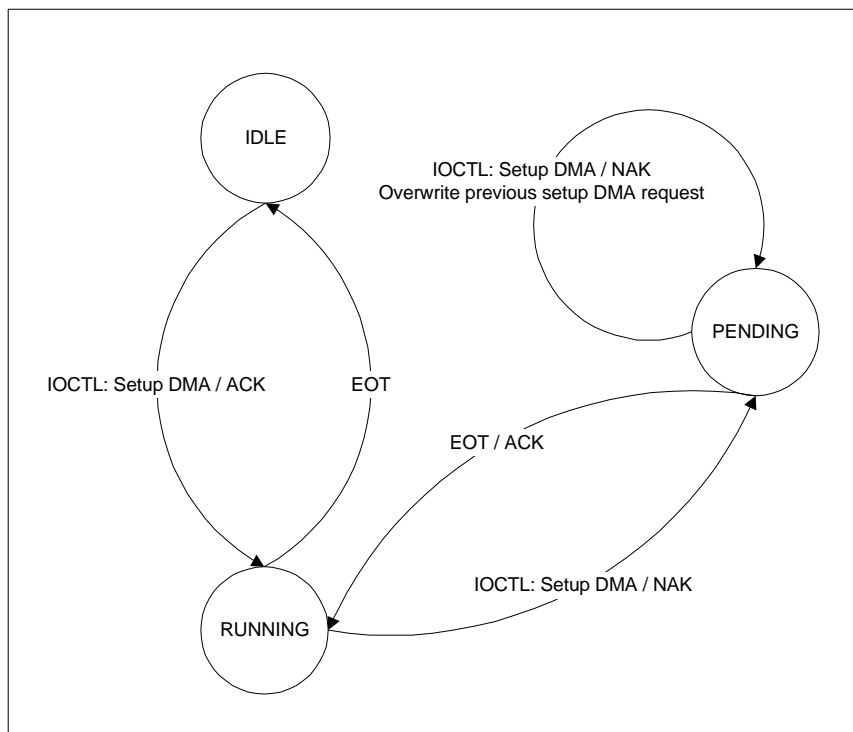 IDLE
IOCTL: Setup DMA / NAK
Overwrite previous setup DMA request
PENDING
IOCTL: Setup DMA / ACK
EOT
EOT / ACK
IOCTL: Setup DMA / NAK
RUNNING